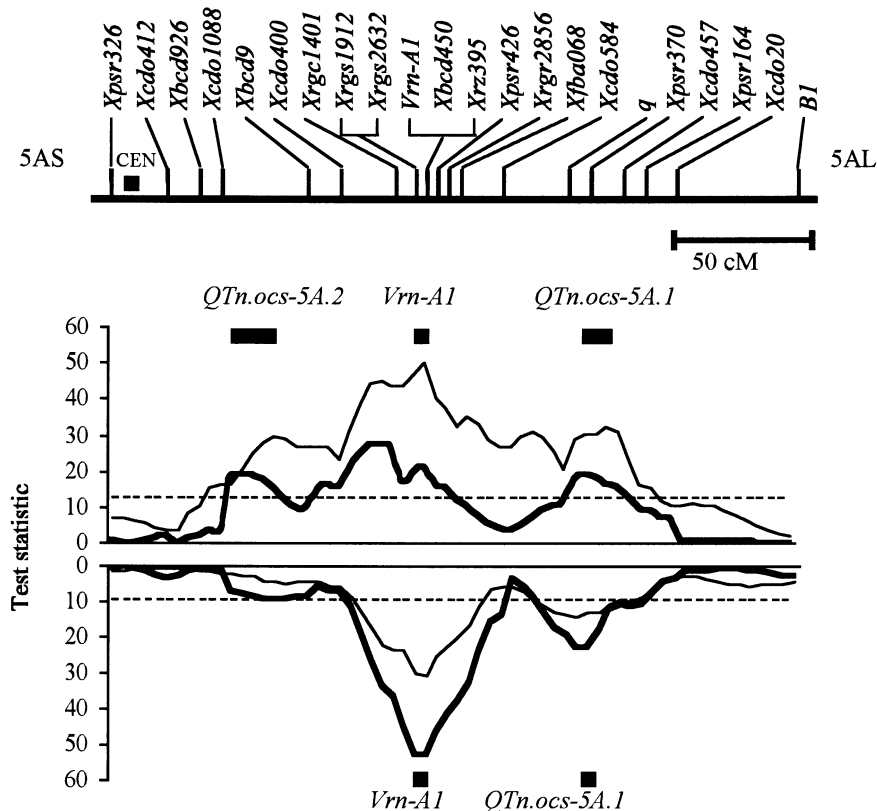 Xpsr326
Xcdo412
Xbcd926
Xcdo1088
Xbcd9
Xcdo400
Xrgc1401
Xrgs1912
Xrgs2632
Vrn-A1
Xbcd450
Xrz395
Xpsr426
Xrgr2856
Xfba068
Xcdo584
q
Xpsr370
Xcdo457
Xpsr164
Xcdo20
B1
5AS
CEN
5AL
50 cM
QTn.ocs-5A.2
Vrn-A1
QTn.ocs-5A.1
Test statistic
60
50
40
30
20
10
0
0
10
20
30
40
50
60
Vrn-A1
QTn.ocs-5A.1